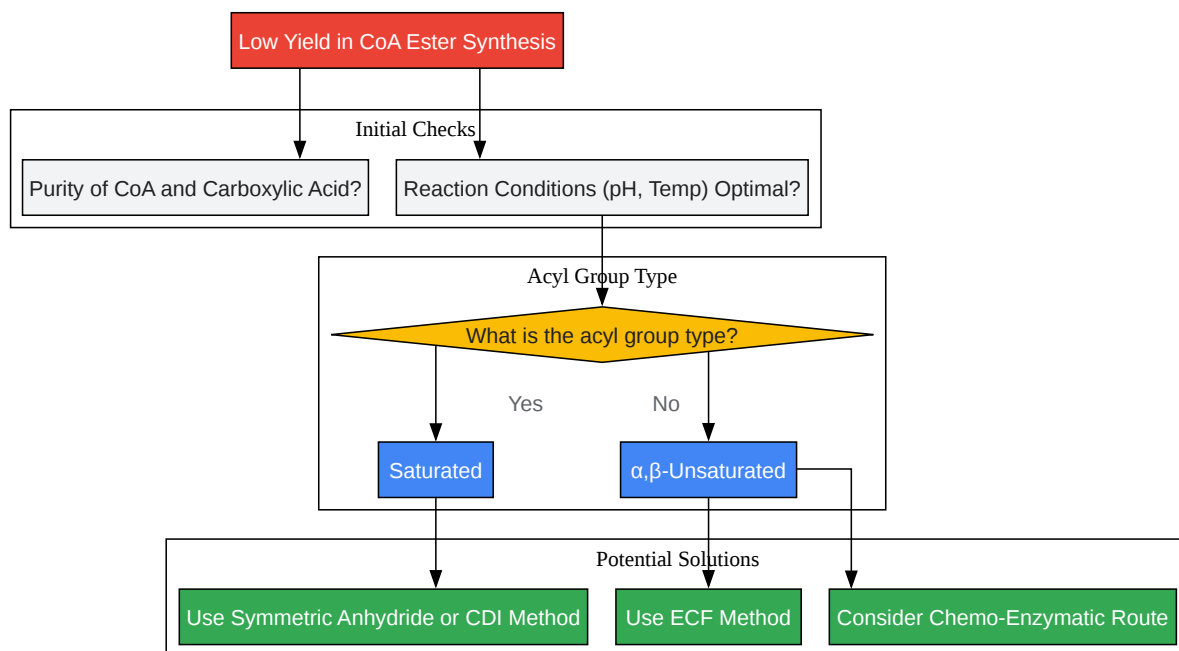 Low Yield in CoA Ester Synthesis
Initial Checks
Purity of CoA and Carboxylic Acid?
Reaction Conditions (pH, Temp) Optimal?
Acyl Group Type
What is the acyl group type?
Yes
No
Saturated
α,β-Unsaturated
Potential Solutions
Use Symmetric Anhydride or CDI Method
Use ECF Method
Consider Chemo-Enzymatic Route